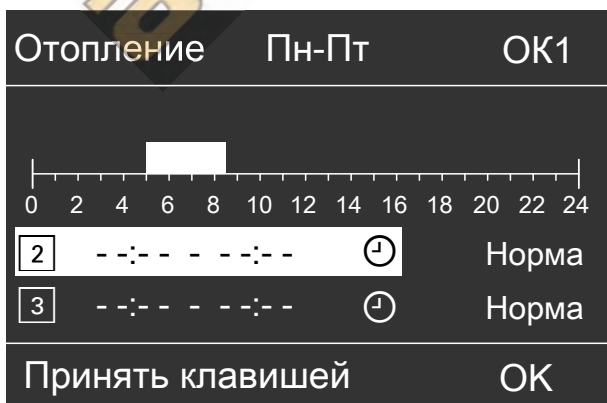 Отопление Пн-Пт ОК1
0 2 4 6 8 10 12 14 16 18 20 22 24
2 - -:- - - - -:- - Норма
3 - -:- - - - -:- - Норма
Принять клавишей OK